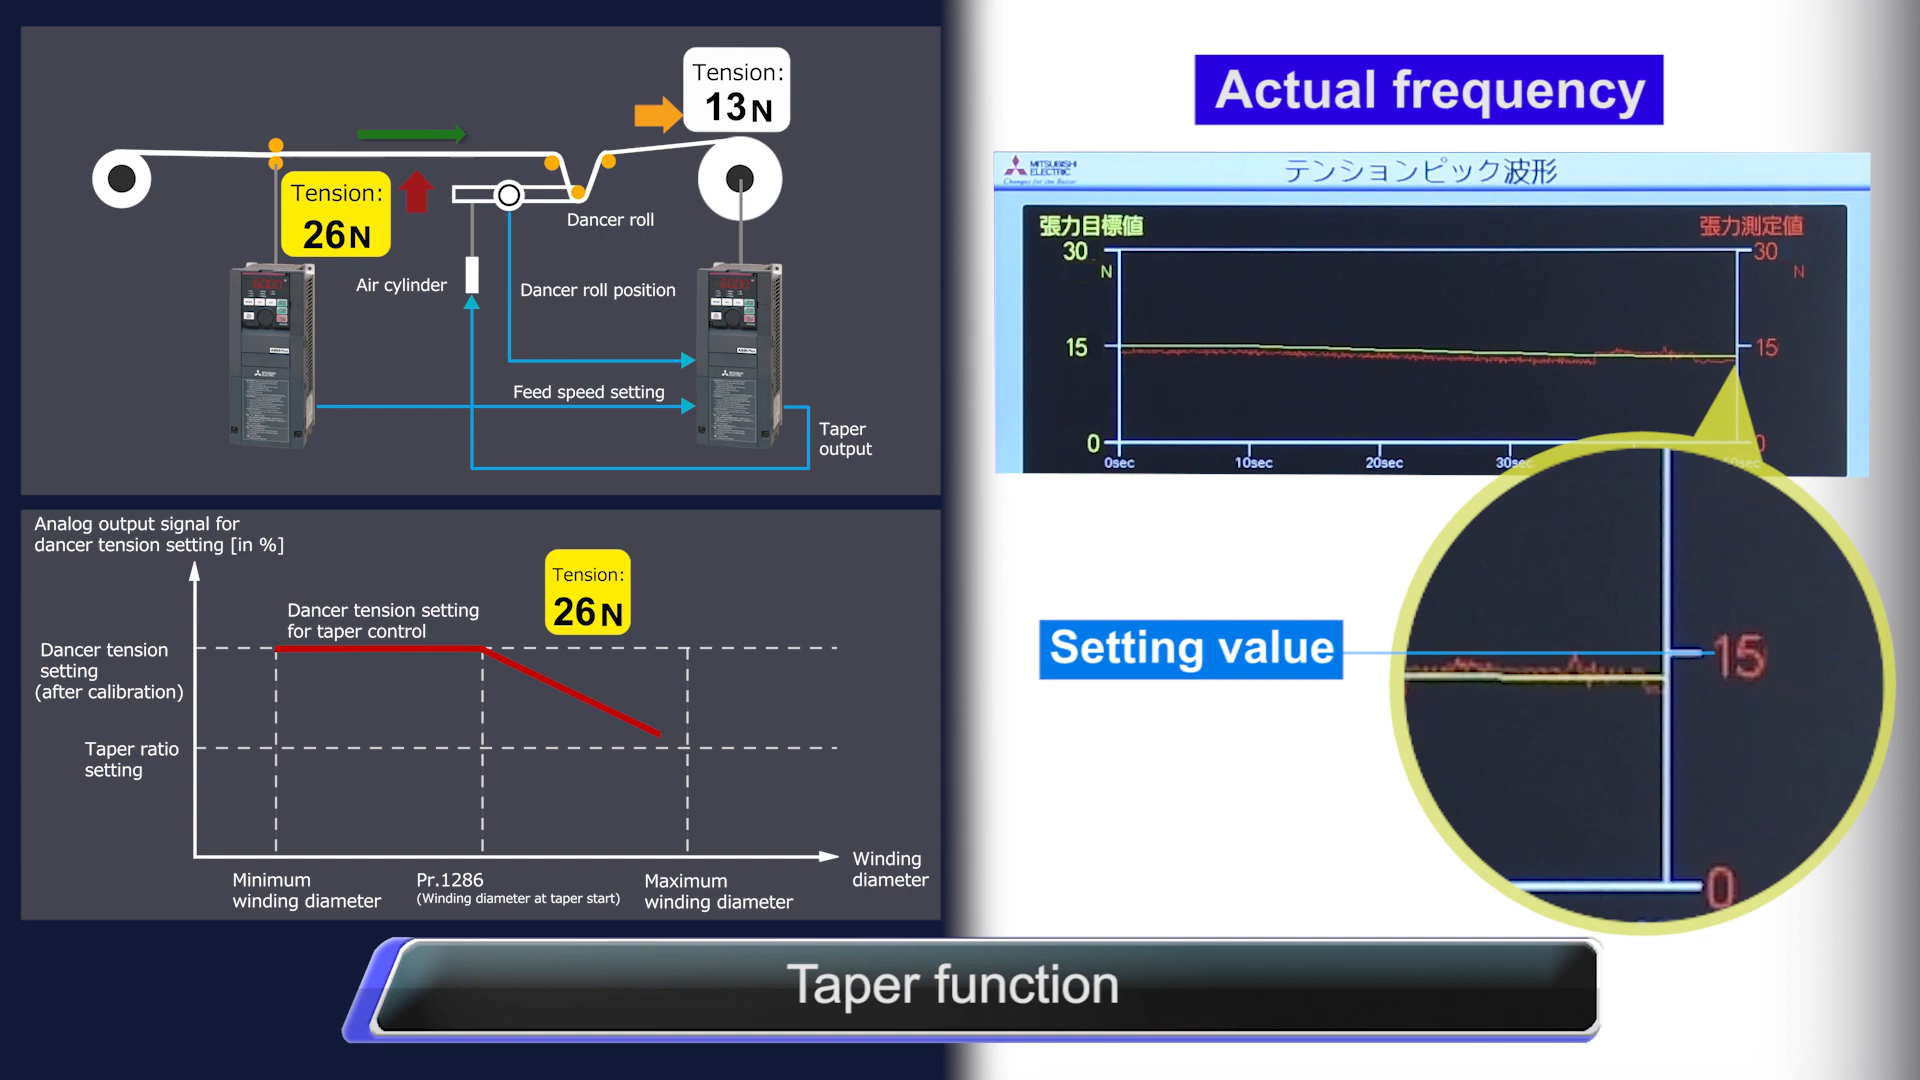 Tension:
13 N
Tension:
26 N
Dancer roll
Air cylinder
Dancer roll position
Feed speed setting
Taper
output
Analog output signal for
dancer tension setting [in %]
Tension:
26 N
Dancer tension setting
for taper control
Dancer tension
setting
(after calibration)
Taper ratio
setting
Minimum
winding diameter
Pr.1286
(Winding diameter at taper start)
Maximum
winding diameter
Winding
diameter
Actual frequency
MITSUBISHI
ELECTRIC
Changes for the Better
テンションピック波形
張力目標値
張力測定値
30
N
30
N
15
15
0
0
0sec
10sec
20sec
Setting value
15
0
Taper function